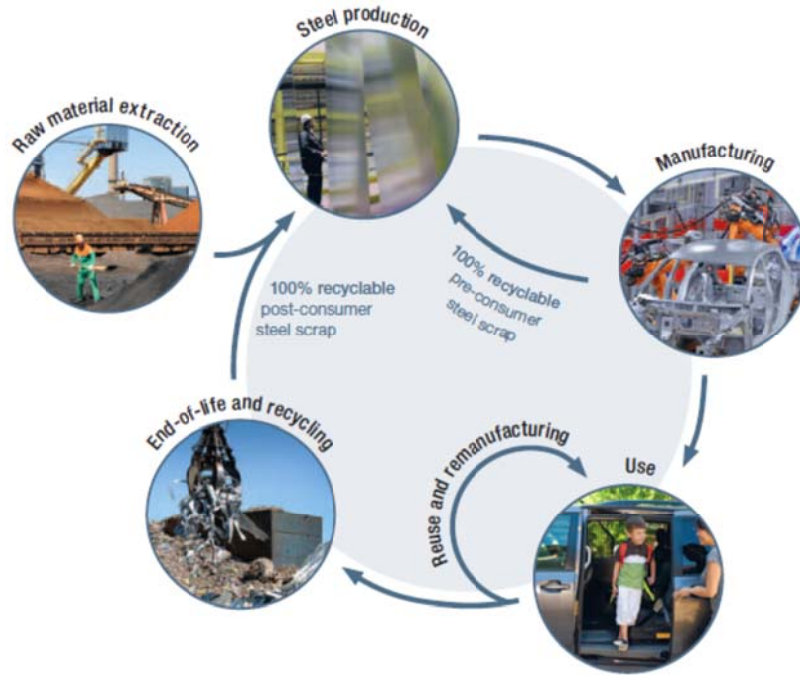 Steel production
Raw material extraction
Manufacturing
100% recyclable
post-consumer
steel scrap
100% recyclable
pre-consumer
steel scrap
End-of-life and recycling
Reuse and remanufacturing
Use